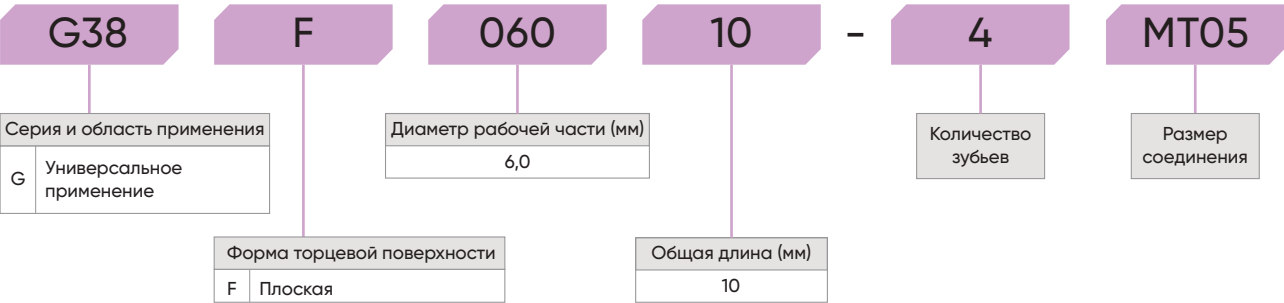 G38 F 060 10 - 4 MT05
Серия и область применения
G Универсальное
применение
Диаметр рабочей части (мм)
6,0
Количество
зубьев
Размер
соединения
Форма торцевой поверхности
F Плоская
Общая длина (мм)
10